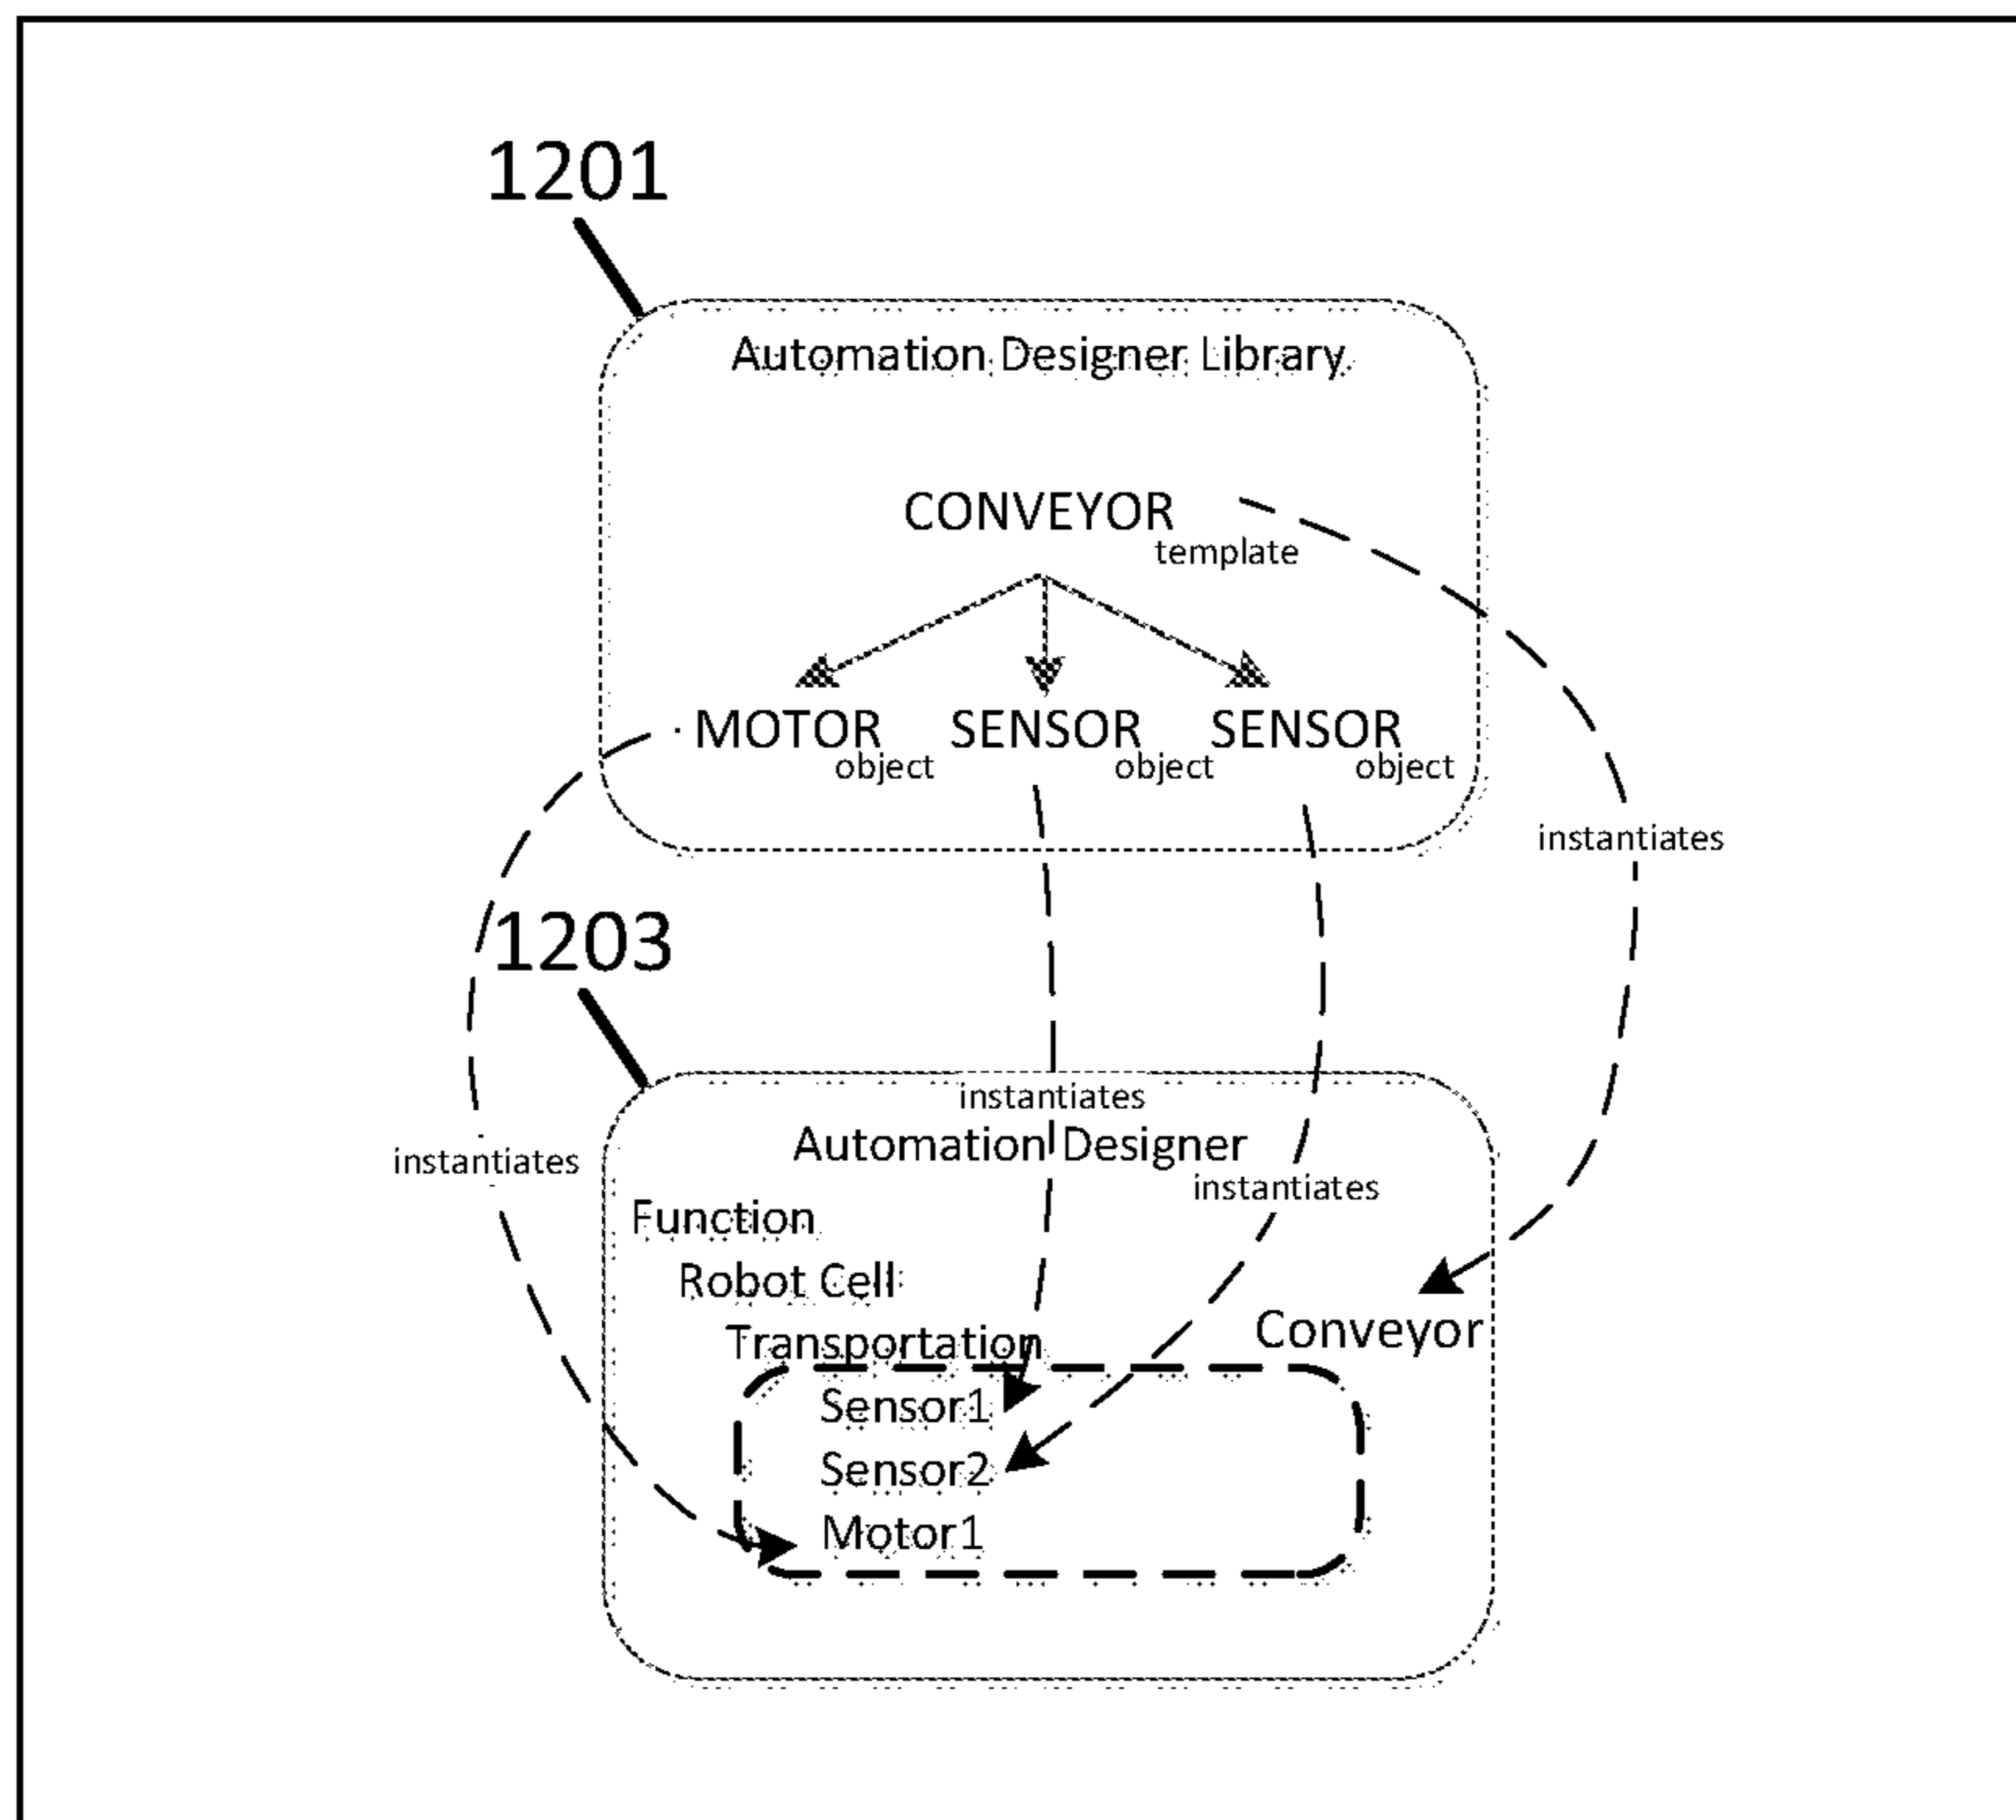 1201
Automation Designer Library
CONVEYOR
template
MOTOR SENSOR SENSOR
object object object
instantiates
1203
instantiates
Automation Designer
instantiates
instantiates
Function
Robot Cell
Transportation
Conveyor
Sensor1
Sensor2
Motor1